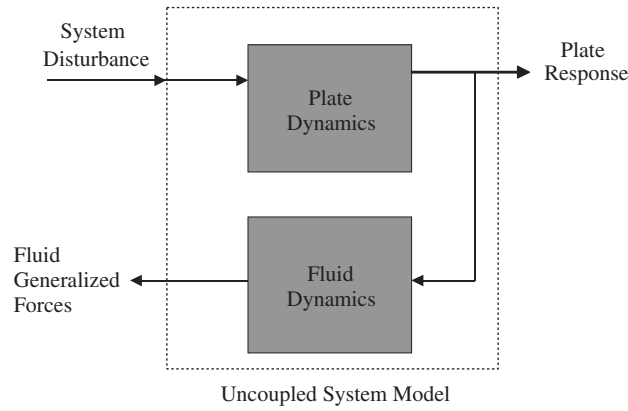 System
Disturbance
Plate
Response
Plate
Dynamics
Fluid
Generalized
Forces
Fluid
Dynamics
Uncoupled System Model